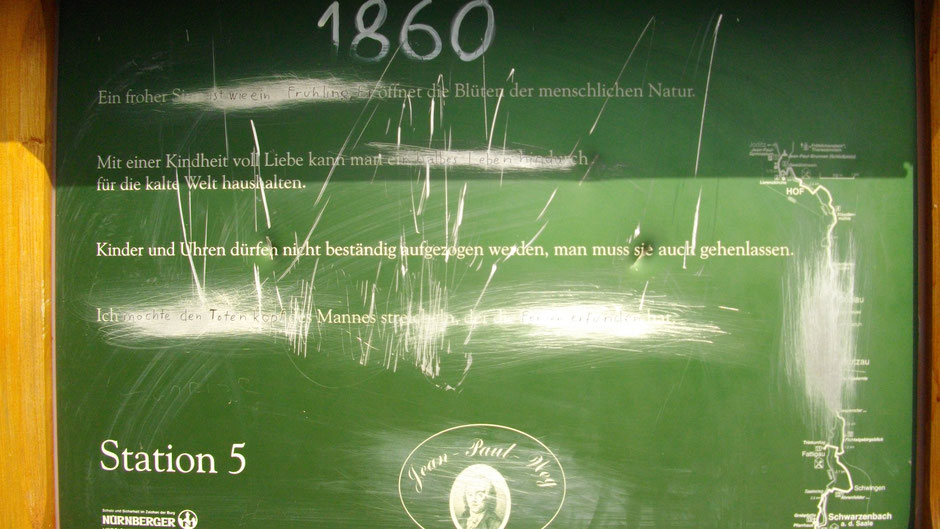 1860
Ein froher Sinn ist wie ein Frühling, eröffnet die Blüten der menschlichen Natur.
Mit einer Kindheit voll Liebe kann man ein halbes Leben hindurch
für die kalte Welt haushalten.
Kinder und Uhren dürfen nicht beständig aufgezogen werden, man muss sie auch gehenlassen.
Ich möchte den Totenkopf des Mannes streicheln, der die Ferien erfunden hat.
Station 5
Jean-Paul-Weg
NÜRNBERGER
HOF
Fattigau
Schwingen
Schwarzenbach
a. d. Saale